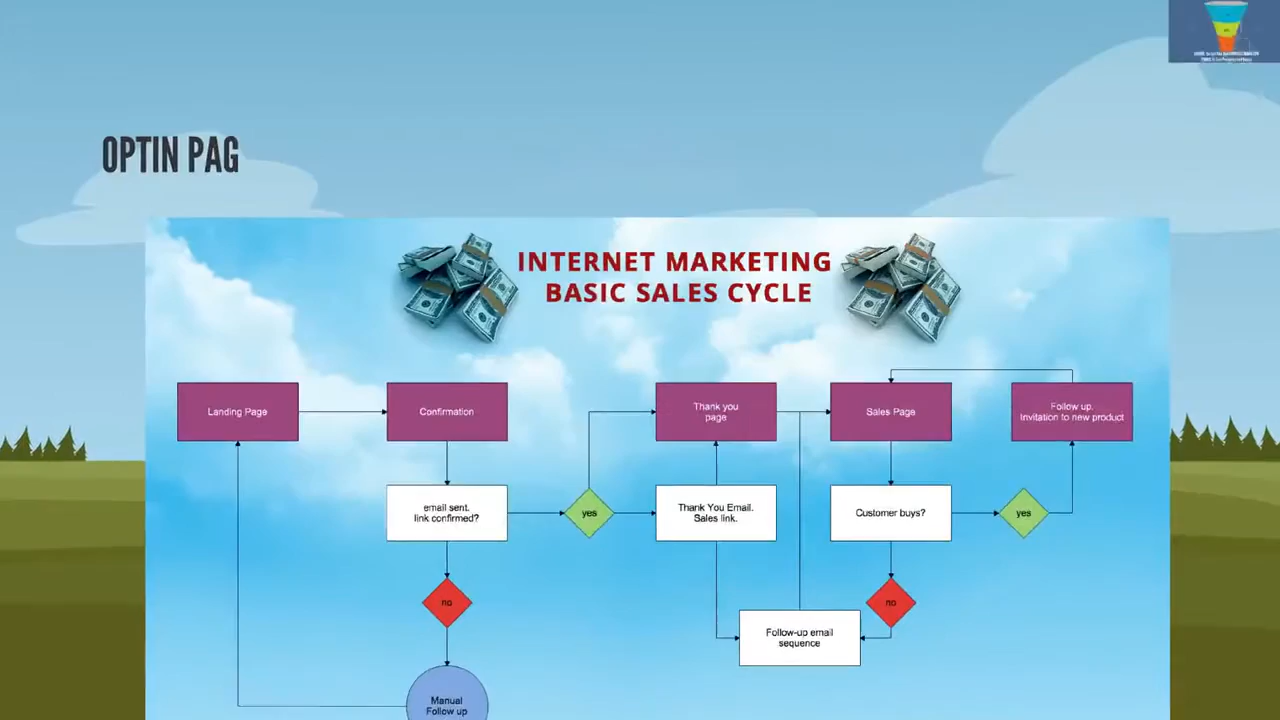 OPTIN PAG
INTERNET MARKETING
BASIC SALES CYCLE
Landing Page
Confirmation
Thank you
page
Sales Page
Follow up.
Invitation to new product
email sent.
link confirmed?
yes
Thank You Email.
Sales link.
Customer buys?
yes
no
no
Follow-up email
sequence
Manual
Follow up